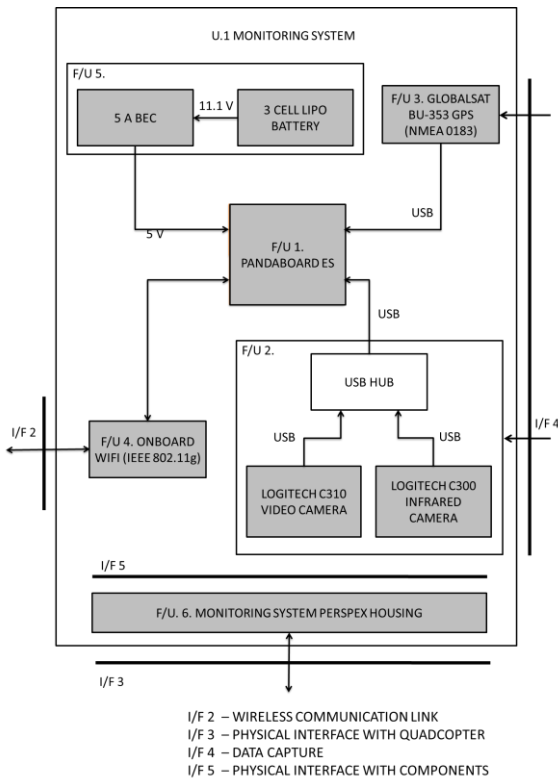 U.1 MONITORING SYSTEM
F/U 5.
5 A BEC
11.1 V
3 CELL LIPO
BATTERY
F/U 3. GLOBALSAT
BU-353 GPS
(NMEA 0183)
USB
5 V
F/U 1.
PANDABOARD ES
USB
F/U 2.
USB HUB
I/F 2
F/U 4. ONBOARD
WIFI (IEEE 802.11g)
I/F 4
USB
USB
LOGITECH C310
VIDEO CAMERA
LOGITECH C300
INFRARED
CAMERA
I/F 5
F/U. 6. MONITORING SYSTEM PERSPEX HOUSING
I/F 3
I/F 2 – WIRELESS COMMUNICATION LINK
I/F 3 – PHYSICAL INTERFACE WITH QUADCOPTER
I/F 4 – DATA CAPTURE
I/F 5 – PHYSICAL INTERFACE WITH COMPONENTS